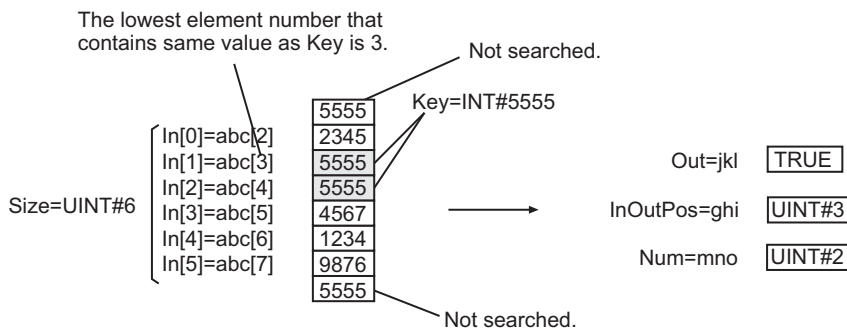 The lowest element number that
contains same value as Key is 3.
Not searched.
Key=INT#5555
5555
In[0]=abc[2] 2345
In[1]=abc[3] 5555
In[2]=abc[4] 5555
In[3]=abc[5] 4567
In[4]=abc[6] 1234
In[5]=abc[7] 9876
5555
Size=UINT#6
Out=jkl TRUE
InOutPos=ghi UINT#3
Num=mno UINT#2
Not searched.